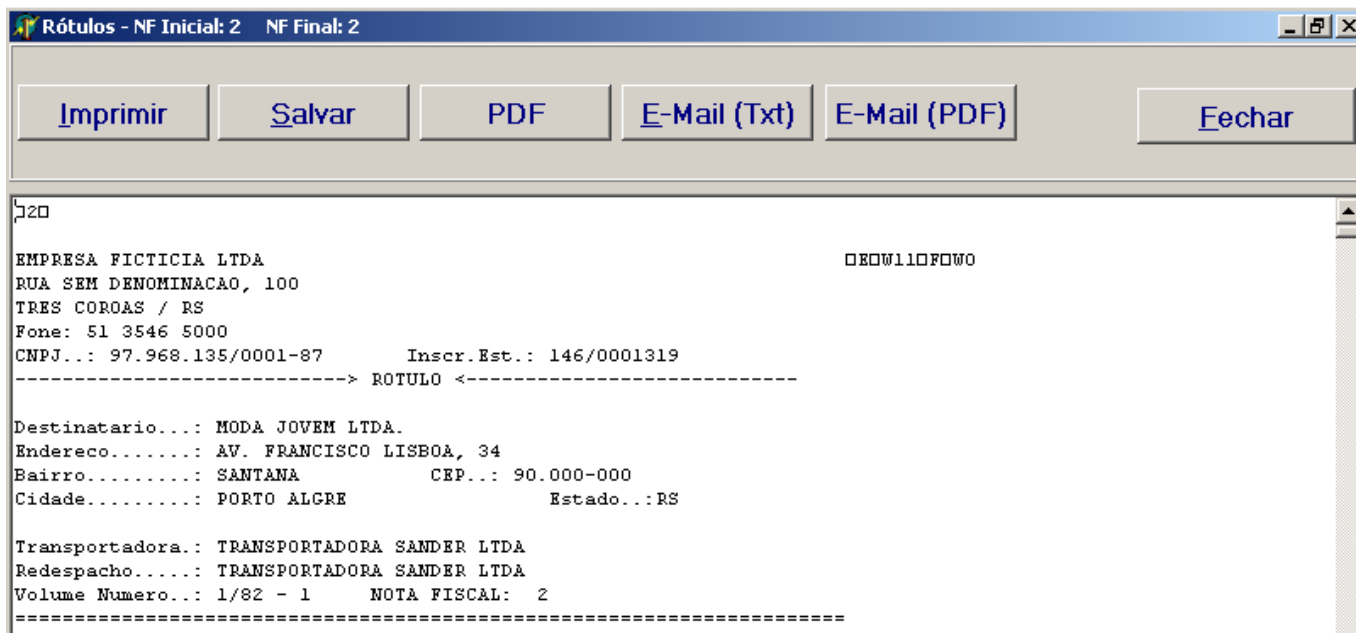 Rótulos - NF Inicial: 2 NF Final: 2
Imprimir Salvar PDF E-Mail (Txt) E-Mail (PDF) Fechar
□2□
EMPRESA FICTICIA LTDA □E□W11□F□W0
RUA SEM DENOMINACAO, 100
TRES COROAS / RS
Fone: 51 3546 5000
CNPJ..: 97.968.135/0001-87 Inscr.Est.: 146/0001319
----------------------------> ROTULO <----------------------------
Destinatario...: MODA JOVEM LTDA.
Endereco.......: AV. FRANCISCO LISBOA, 34
Bairro.........: SANTANA CEP..: 90.000-000
Cidade.........: PORTO ALGRE Estado..:RS
Transportadora.: TRANSPORTADORA SANDER LTDA
Redespacho.....: TRANSPORTADORA SANDER LTDA
Volume Numero..: 1/82 - 1 NOTA FISCAL: 2
======================================================================